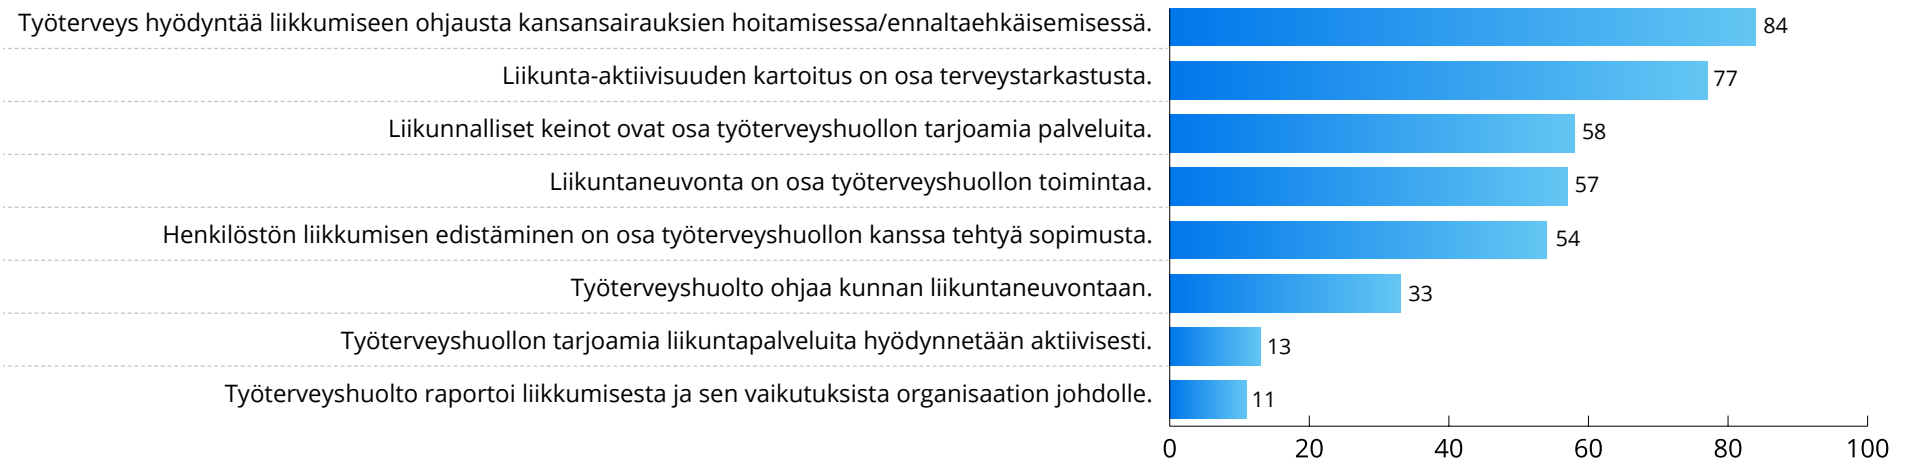 Työterveys hyödyntää liikkumiseen ohjausta kansansairauksien hoitamisessa/ennaltaehkäisemisessä. 84
Liikunta-aktiivisuuden kartoitus on osa terveystarkastusta. 77
Liikunnalliset keinot ovat osa työterveyshuollon tarjoamia palveluita. 58
Liikuntaneuvonta on osa työterveyshuollon toimintaa. 57
Henkilöstön liikkumisen edistäminen on osa työterveyshuollon kanssa tehtyä sopimusta. 54
Työterveyshuolto ohjaa kunnan liikuntaneuvontaan. 33
Työterveyshuollon tarjoamia liikuntapalveluita hyödynnetään aktiivisesti. 13
Työterveyshuolto raportoi liikkumisesta ja sen vaikutuksista organisaation johdolle. 11
0 20 40 60 80 100